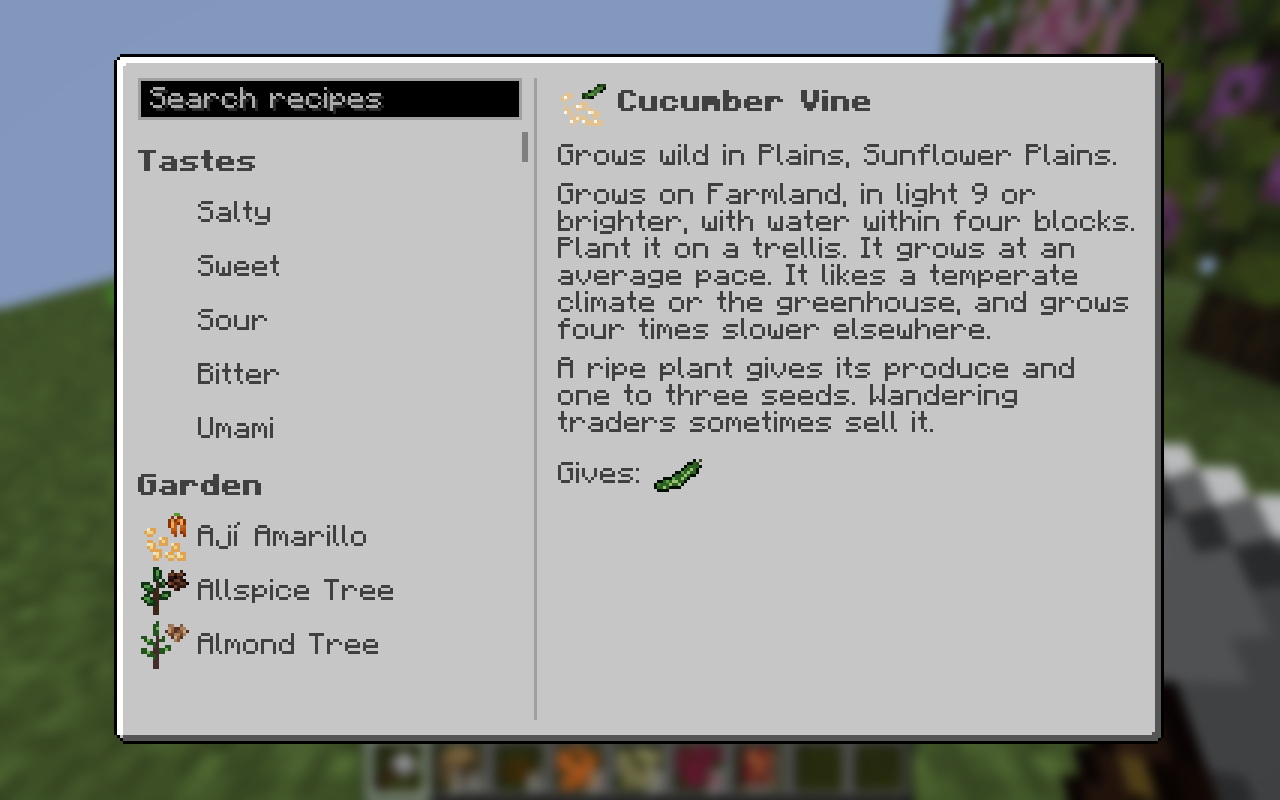 Search recipes
Tastes
Salty
Sweet
Sour
Bitter
Umami
Garden
Ají Amarillo
Allspice Tree
Almond Tree
Cucumber Vine
Grows wild in Plains, Sunflower Plains.
Grows on Farmland, in light 9 or
brighter, with water within four blocks.
Plant it on a trellis. It grows at an
average pace. It likes a temperate
climate or the greenhouse, and grows
four times slower elsewhere.
A ripe plant gives its produce and
one to three seeds. Wandering
traders sometimes sell it.
Gives: